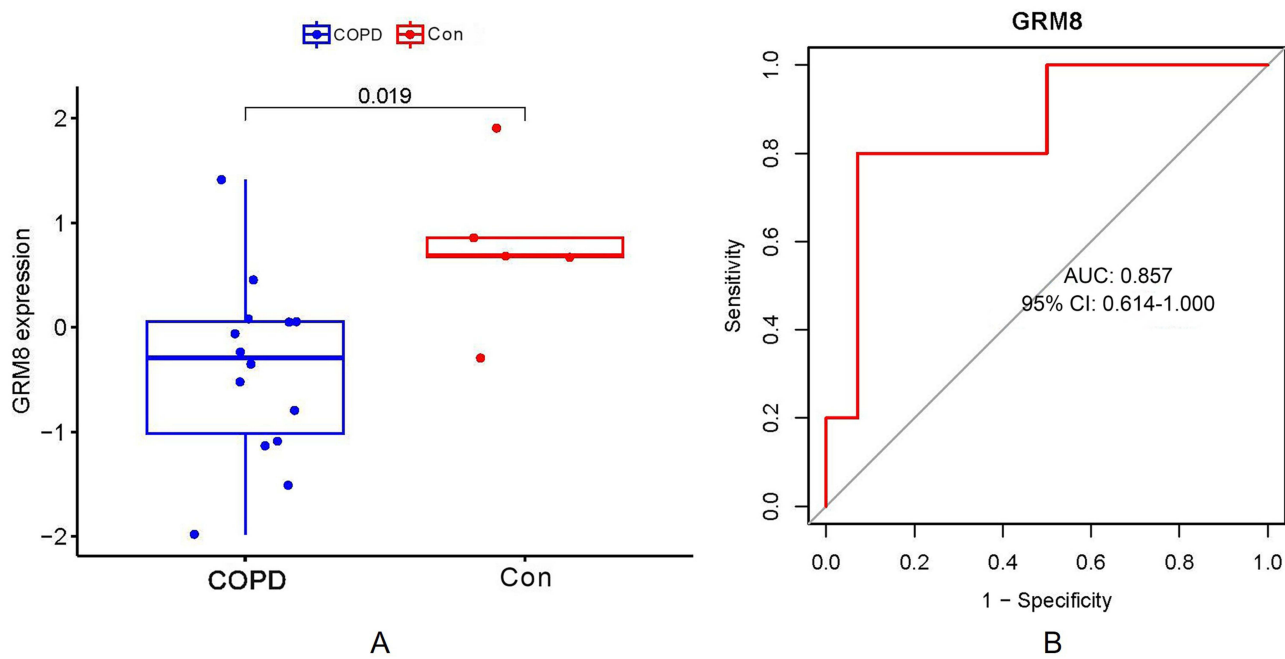 COPD Con
0.019
GRM8 expression
2
1
0
−1
−2
COPD Con
A
GRM8
Sensitivity
1.0
0.8
0.6
0.4
0.2
0.0
AUC: 0.857
95% CI: 0.614-1.000
0.0 0.2 0.4 0.6 0.8 1.0
1 − Specificity
B